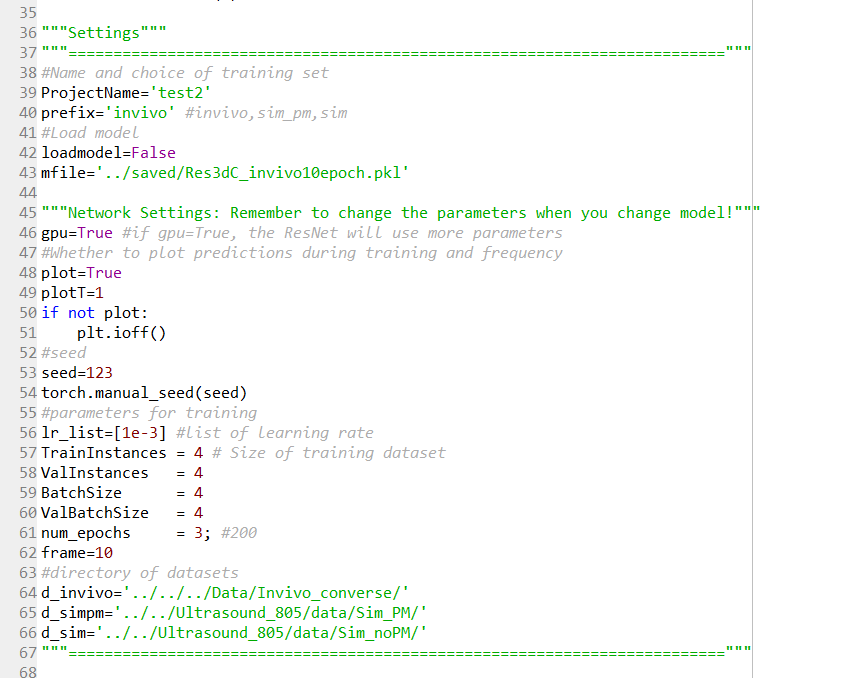 35
36 """Settings"""
37 """========================================================================="""
38 #Name and choice of training set
39 ProjectName='test2'
40 prefix='invivo' #invivo,sim_pm,sim
41 #Load model
42 loadmodel=False
43 mfile='../saved/Res3dC_invivo10epoch.pkl'
44
45 """Network Settings: Remember to change the parameters when you change model!"""
46 gpu=True #if gpu=True, the ResNet will use more parameters
47 #Whether to plot predictions during training and frequency
48 plot=True
49 plotT=1
50 if not plot:
51     plt.ioff()
52 #seed
53 seed=123
54 torch.manual_seed(seed)
55 #parameters for training
56 lr_list=[1e-3] #list of learning rate
57 TrainInstances = 4 # Size of training dataset
58 ValInstances   = 4
59 BatchSize      = 4
60 ValBatchSize   = 4
61 num_epochs     = 3; #200
62 frame=10
63 #directory of datasets
64 d_invivo='../../../Data/Invivo_converse/'
65 d_simpm='../../Ultrasound_805/data/Sim_PM/'
66 d_sim='../../Ultrasound_805/data/Sim_noPM/'
67 """========================================================================="""
68